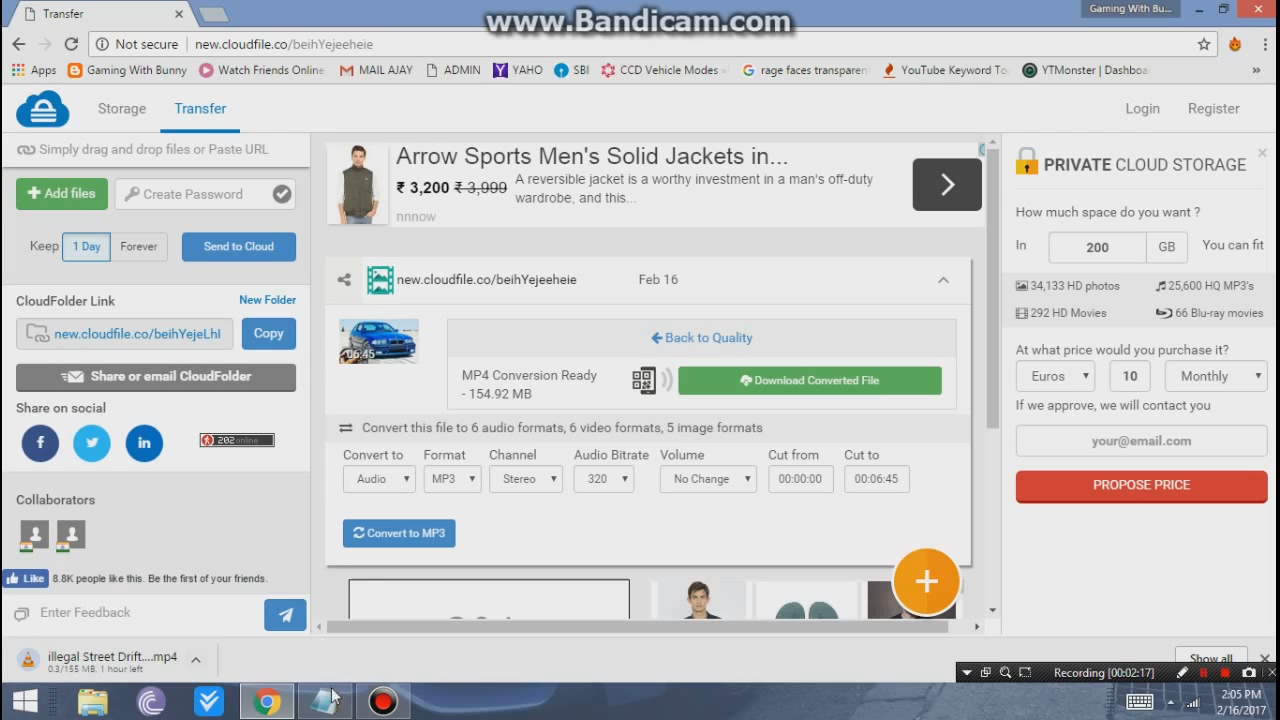 www.Bandicam.com
Transfer
Gaming With Bu...
Not secure
new.cloudfile.co/beihYejeeheie
Apps
Gaming With Bunny
Watch Friends Online
MAIL AJAY
ADMIN
YAHO
SBI
CCD Vehicle Modes
rage faces transparen
YouTube Keyword To
YTMonster | Dashboa
»
Storage
Transfer
Login
Register
Simply drag and drop files or Paste URL
Add files
Create Password
Keep
1 Day
Forever
Send to Cloud
CloudFolder Link
New Folder
new.cloudfile.co/beihYejeLhI
Copy
Share or email CloudFolder
Share on social
202 online
Collaborators
Like
8.8K people like this. Be the first of your friends.
Enter Feedback
Arrow Sports Men's Solid Jackets in...
₹ 3,200 ₹ 3,999
A reversible jacket is a worthy investment in a man's off-duty
wardrobe, and this...
nnnow
new.cloudfile.co/beihYejeeheie
Feb 16
06:45
Back to Quality
MP4 Conversion Ready
- 154.92 MB
Download Converted File
Convert this file to 6 audio formats, 6 video formats, 5 image formats
Convert to
Format
Channel
Audio Bitrate
Volume
Cut from
Cut to
Audio
MP3
Stereo
320
No Change
00:00:00
00:06:45
Convert to MP3
PRIVATE CLOUD STORAGE
How much space do you want ?
In
200
GB
You can fit
34,133 HD photos
25,600 HQ MP3's
292 HD Movies
66 Blu-ray movies
At what price would you purchase it?
Euros
10
Monthly
If we approve, we will contact you
your@email.com
PROPOSE PRICE
illegal Street Drift....mp4
0.3/155 MB, 1 hour left
Show all
Recording [00:02:17]
2:05 PM
2/16/2017